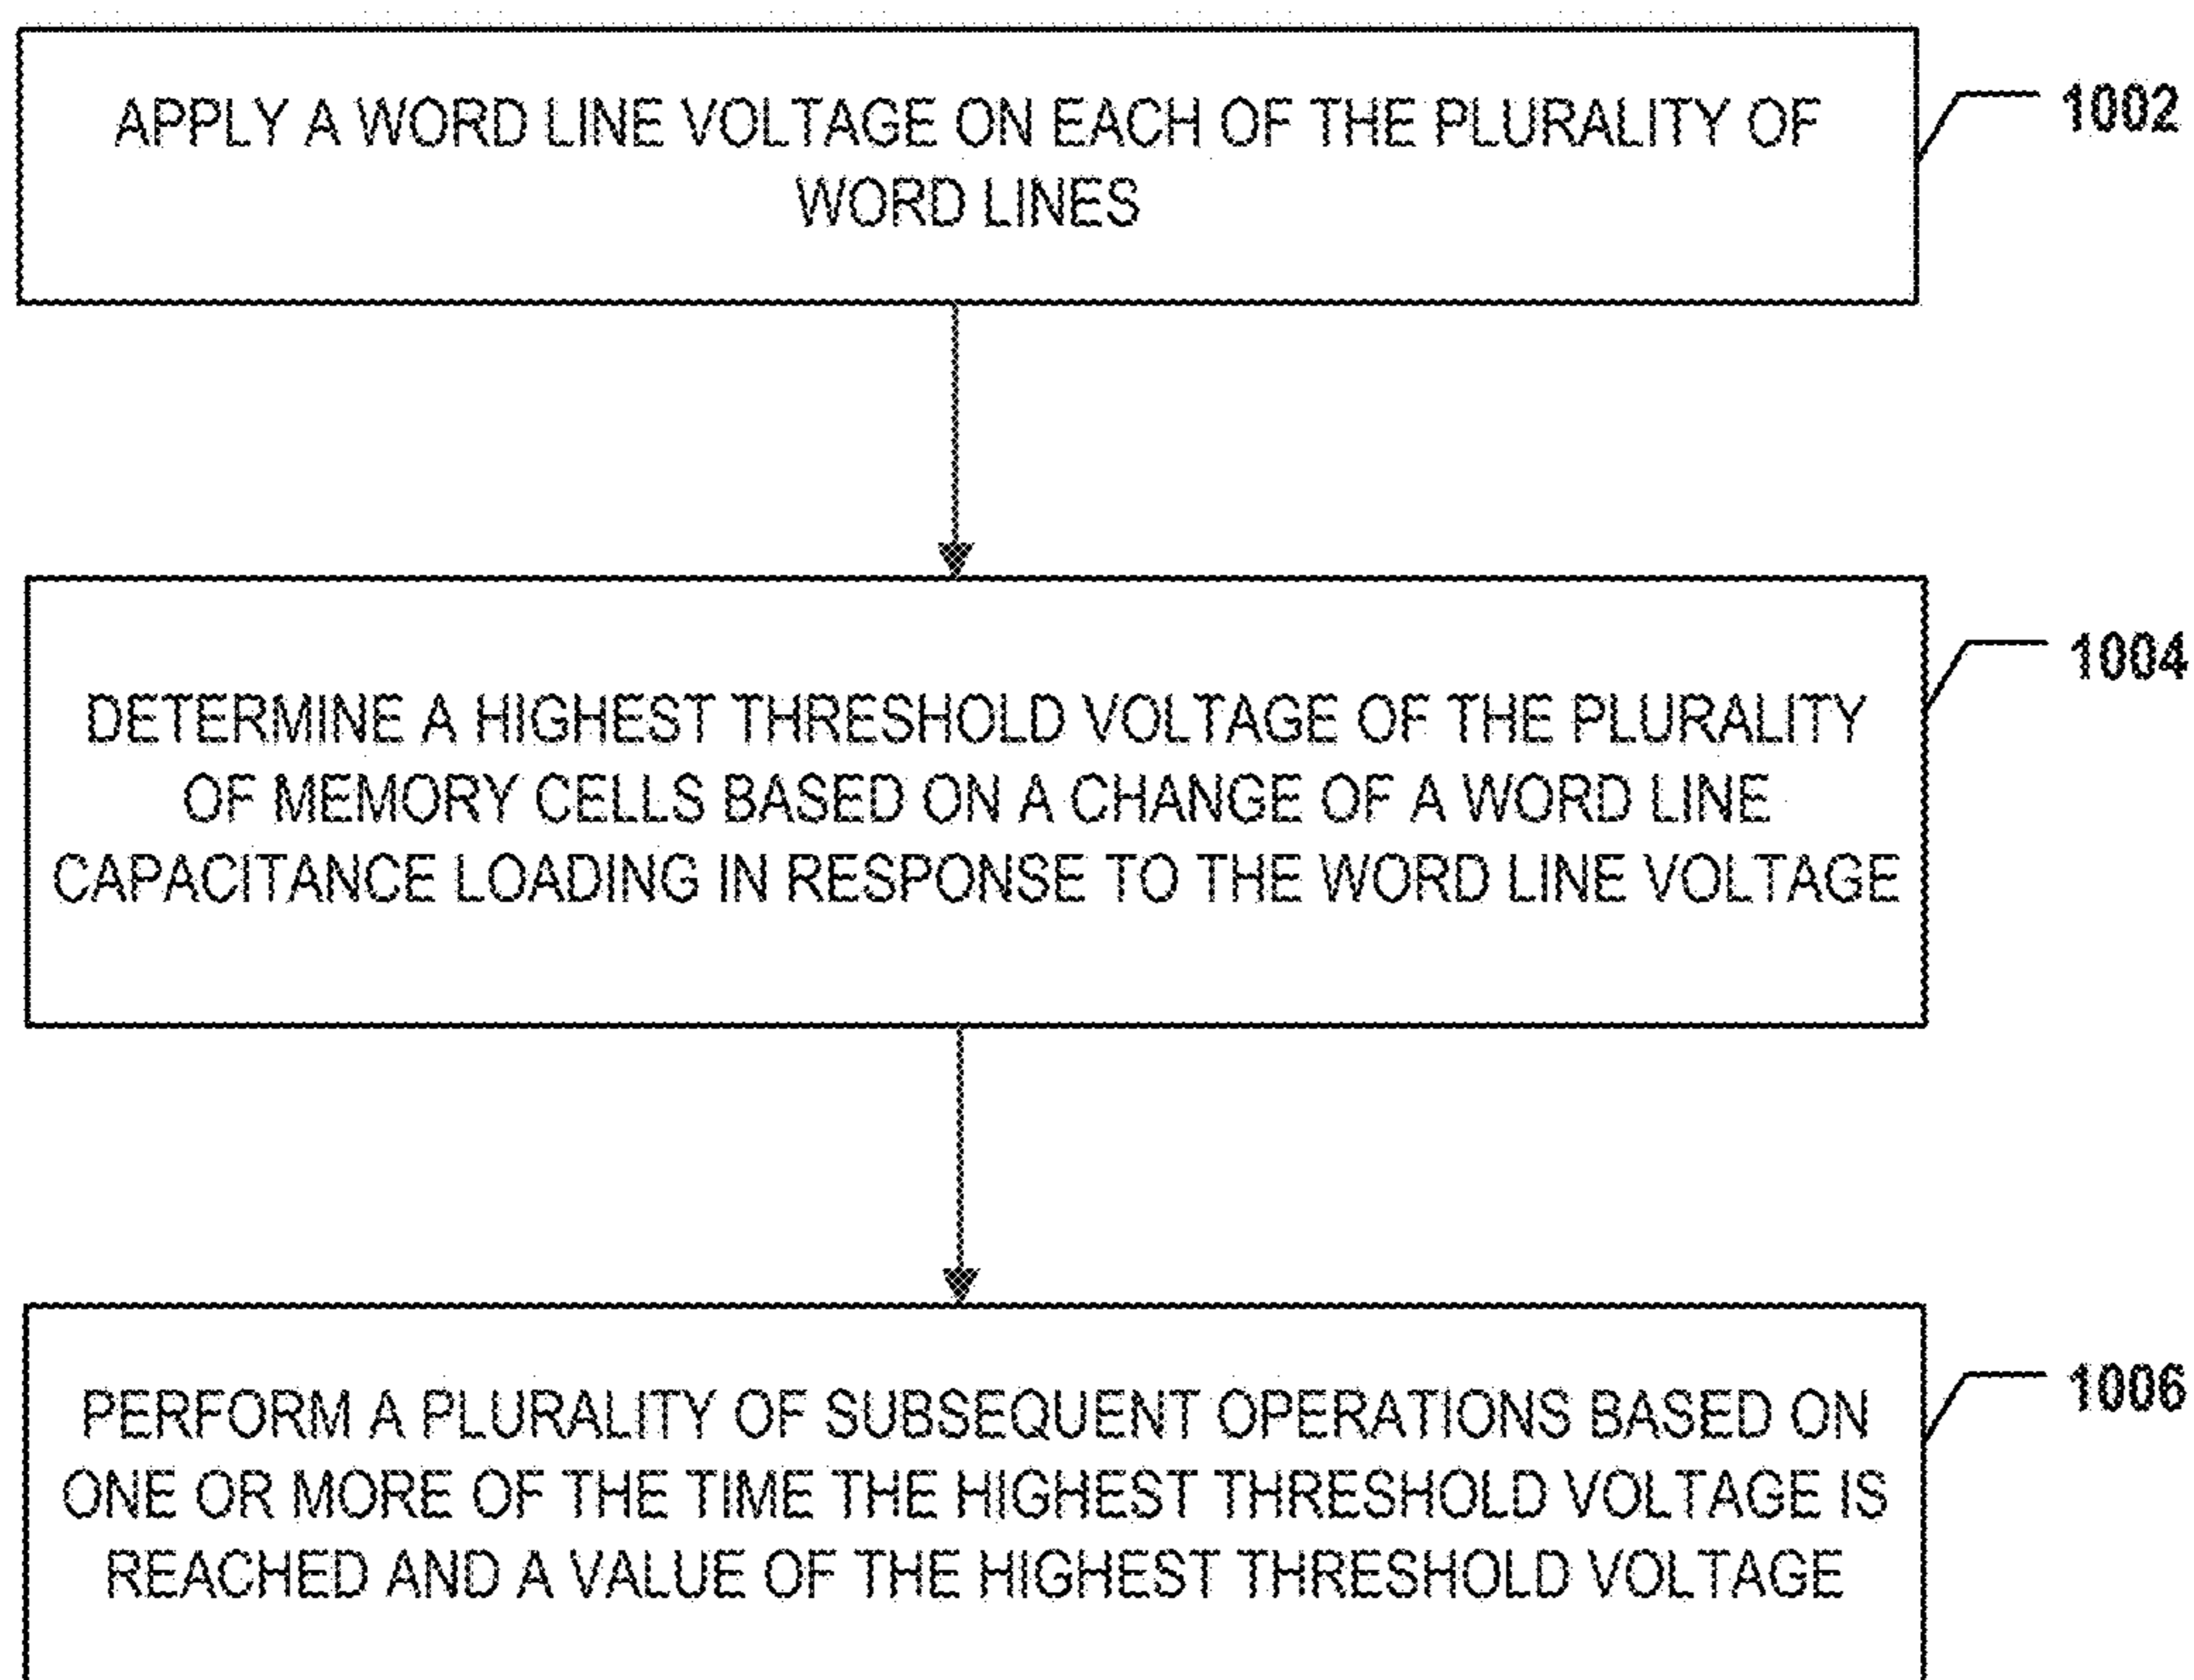 APPLY A WORD LINE VOLTAGE ON EACH OF THE PLURALITY OF
WORD LINES
1002
DETERMINE A HIGHEST THRESHOLD VOLTAGE OF THE PLURALITY
OF MEMORY CELLS BASED ON A CHANGE OF A WORD LINE
CAPACITANCE LOADING IN RESPONSE TO THE WORD LINE VOLTAGE
1004
PERFORM A PLURALITY OF SUBSEQUENT OPERATIONS BASED ON
ONE OR MORE OF THE TIME THE HIGHEST THRESHOLD VOLTAGE IS
REACHED AND A VALUE OF THE HIGHEST THRESHOLD VOLTAGE
1006